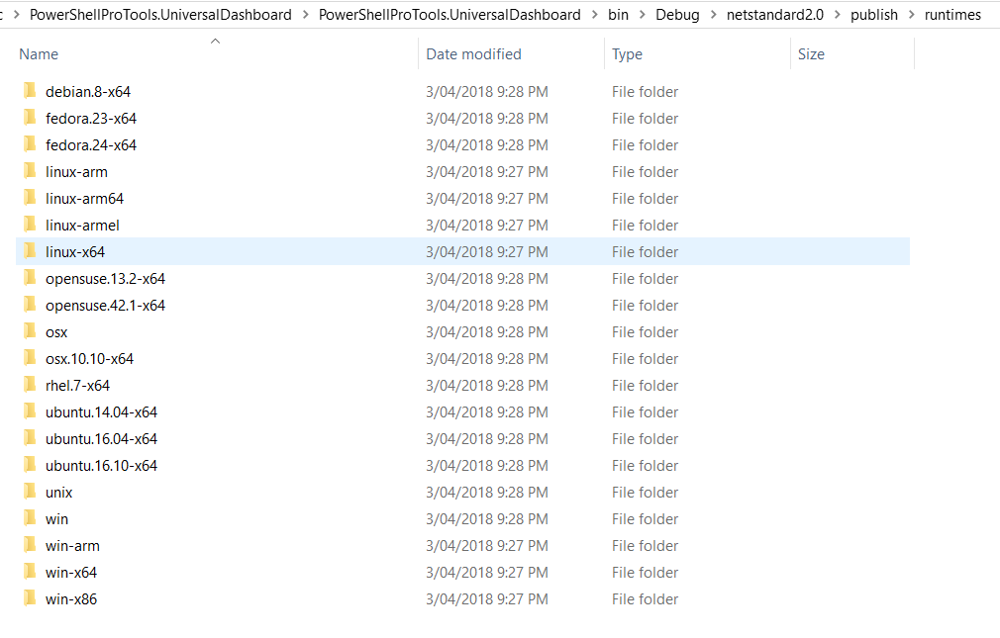 c > PowerShellProTools.UniversalDashboard > PowerShellProTools.UniversalDashboard > bin > Debug > netstandard2.0 > publish > runtimes
Name Date modified Type Size
debian.8-x64 3/04/2018 9:28 PM File folder
fedora.23-x64 3/04/2018 9:28 PM File folder
fedora.24-x64 3/04/2018 9:28 PM File folder
linux-arm 3/04/2018 9:27 PM File folder
linux-arm64 3/04/2018 9:27 PM File folder
linux-armel 3/04/2018 9:27 PM File folder
linux-x64 3/04/2018 9:27 PM File folder
opensuse.13.2-x64 3/04/2018 9:28 PM File folder
opensuse.42.1-x64 3/04/2018 9:28 PM File folder
osx 3/04/2018 9:28 PM File folder
osx.10.10-x64 3/04/2018 9:28 PM File folder
rhel.7-x64 3/04/2018 9:28 PM File folder
ubuntu.14.04-x64 3/04/2018 9:28 PM File folder
ubuntu.16.04-x64 3/04/2018 9:28 PM File folder
ubuntu.16.10-x64 3/04/2018 9:28 PM File folder
unix 3/04/2018 9:28 PM File folder
win 3/04/2018 9:28 PM File folder
win-arm 3/04/2018 9:27 PM File folder
win-x64 3/04/2018 9:27 PM File folder
win-x86 3/04/2018 9:27 PM File folder